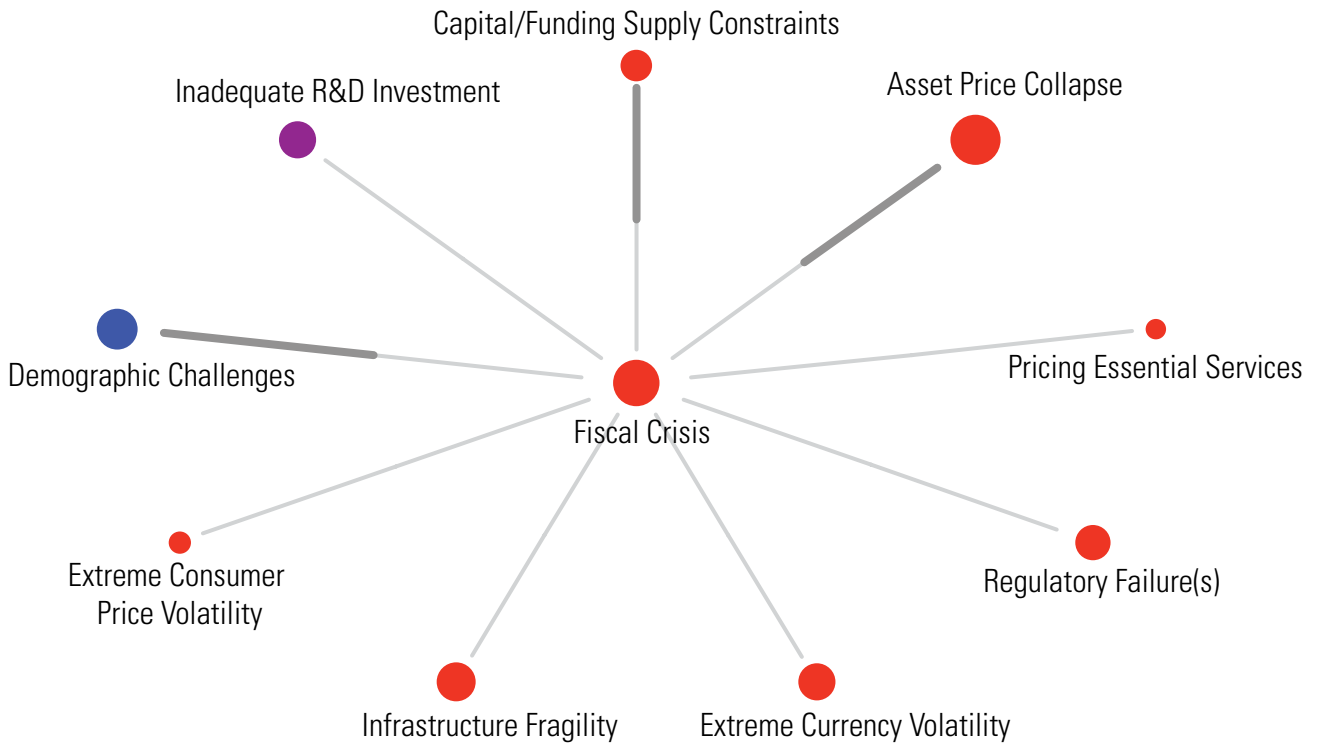 Capital/Funding Supply Constraints
Inadequate R&D Investment
Asset Price Collapse
Demographic Challenges
Pricing Essential Services
Fiscal Crisis
Extreme Consumer
Price Volatility
Regulatory Failure(s)
Infrastructure Fragility
Extreme Currency Volatility